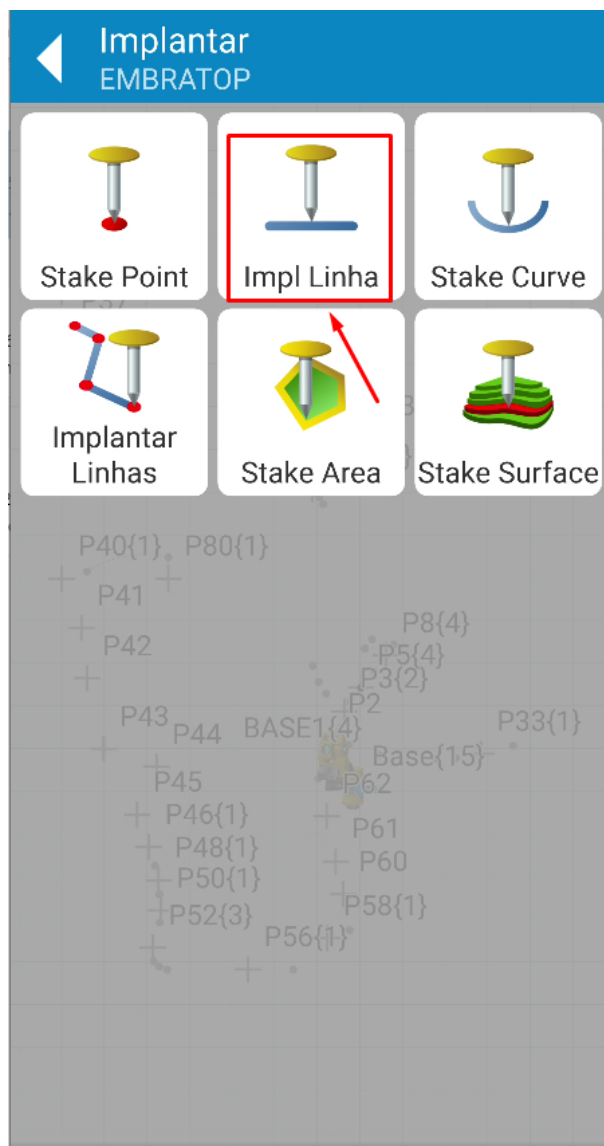 Implantar
EMBRATOP
Stake Point
Impl Linha
Stake Curve
Implantar
Linhas
Stake Area
Stake Surface
P40{1}
P80{1}
P41
P42
P8{4}
P5{4}
P3{2}
P2
P43
P44
BASE1{4}
P33{1}
P45
Base{15}
P62
P46{1}
P61
P48{1}
P60
P50{1}
P58{1}
P52{3}
P56{1}